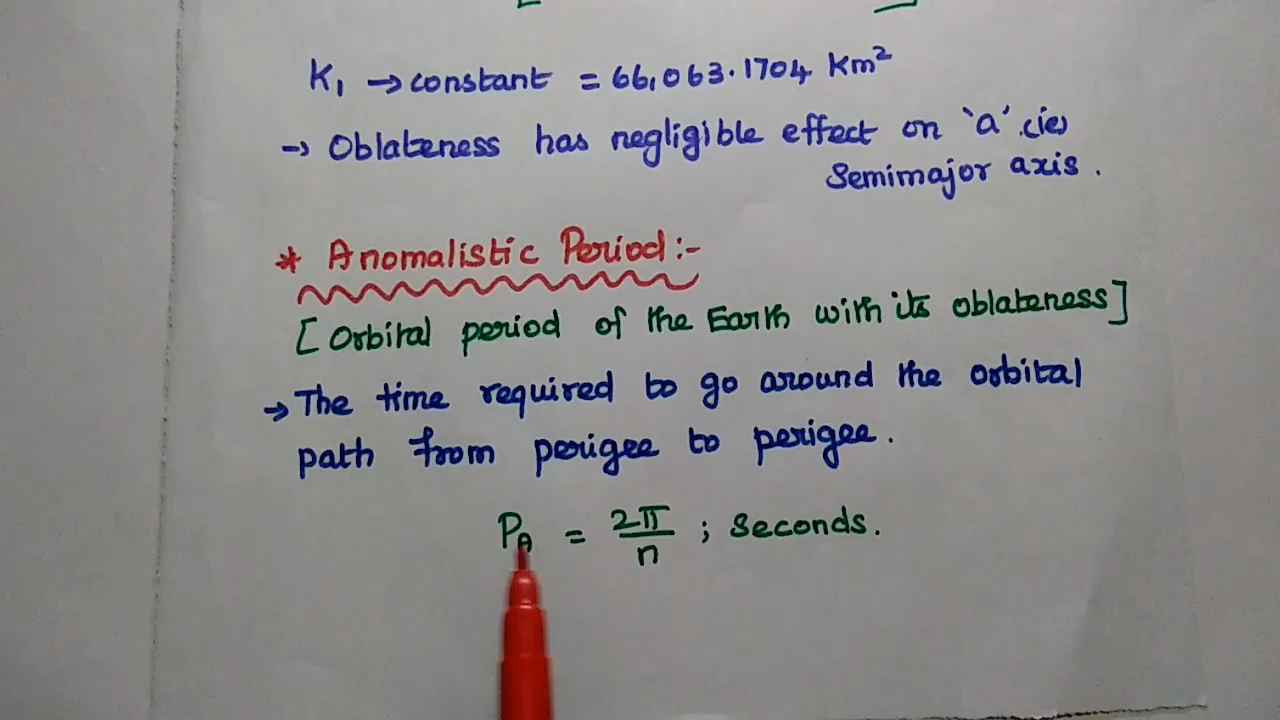 K₁ → constant = 66,063.1704 Km²
→ Oblateness has negligible effect on 'a' (ie)
Semimajor axis.
* Anomalistic Period:-
[Orbital period of the Earth with its oblateness]
→ The time required to go around the orbital
path from perigee to perigee.
P_A = 2π/n ; Seconds.